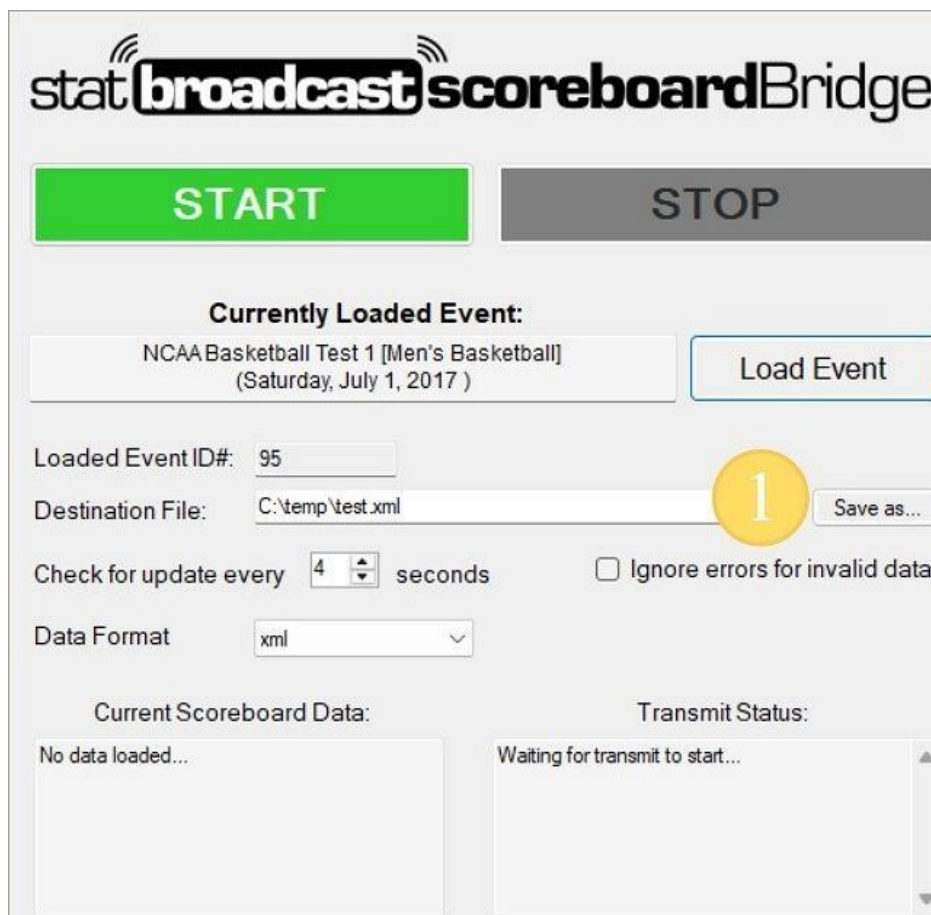 statbroadcast scoreboardBridge
START STOP
Currently Loaded Event:
NCAA Basketball Test 1 [Men's Basketball]
(Saturday, July 1, 2017 )
Load Event
Loaded Event ID#: 95
Destination File: C:\temp\test.xml 1 Save as...
Check for update every 4 seconds Ignore errors for invalid data
Data Format xml
Current Scoreboard Data: Transmit Status:
No data loaded... Waiting for transmit to start...